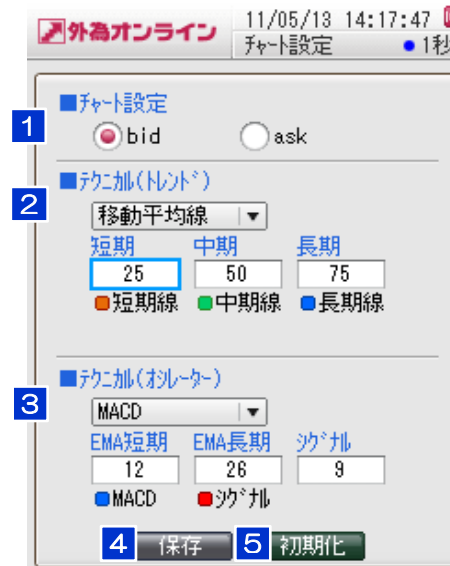 外為オンライン
11/05/13 14:17:47
ﾁｬｰﾄ設定 ●1秒
1
■ﾁｬｰﾄ設定
bid ask
2
■ﾃｸﾆｶﾙ(ﾄﾚﾝﾄﾞ)
移動平均線 ▼
短期 中期 長期
25 50 75
■短期線 ■中期線 ■長期線
3
■ﾃｸﾆｶﾙ(ｵｼﾚｰﾀｰ)
MACD ▼
EMA短期 EMA長期 ｼｸﾞﾅﾙ
12 26 9
■MACD ■ｼｸﾞﾅﾙ
4 保存 5 初期化